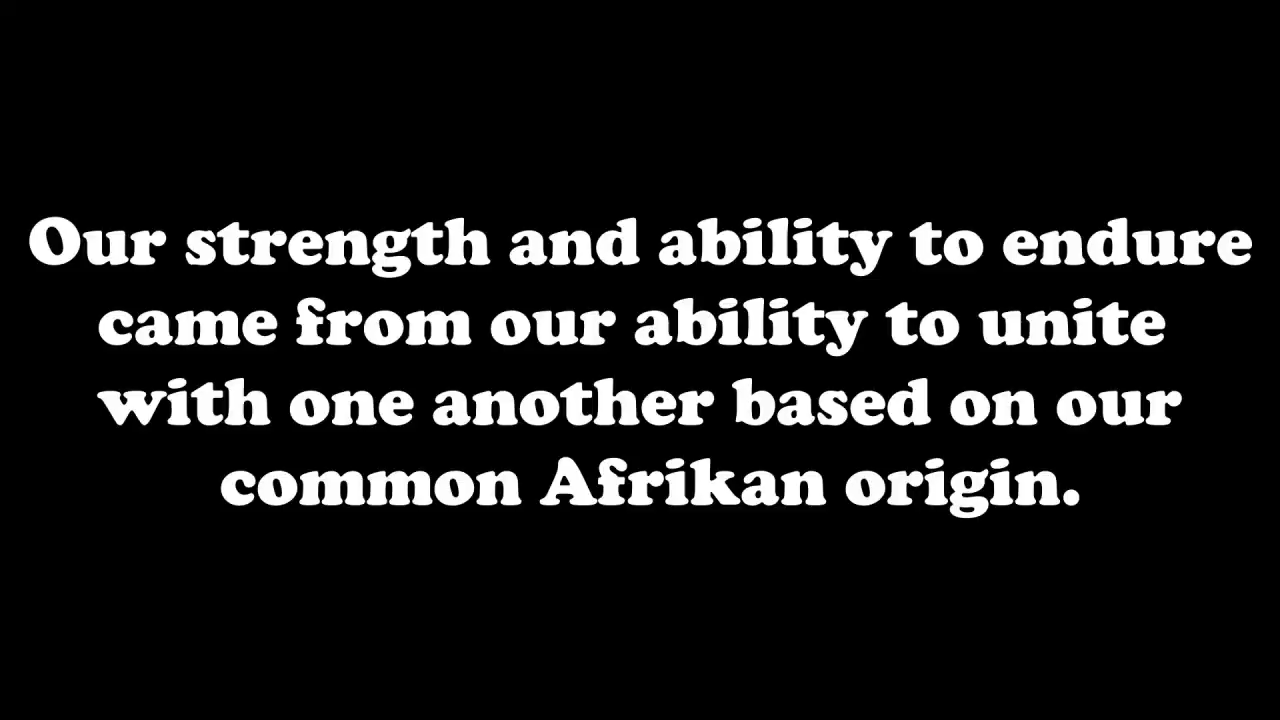 Our strength and ability to endure
came from our ability to unite
with one another based on our
common Afrikan origin.